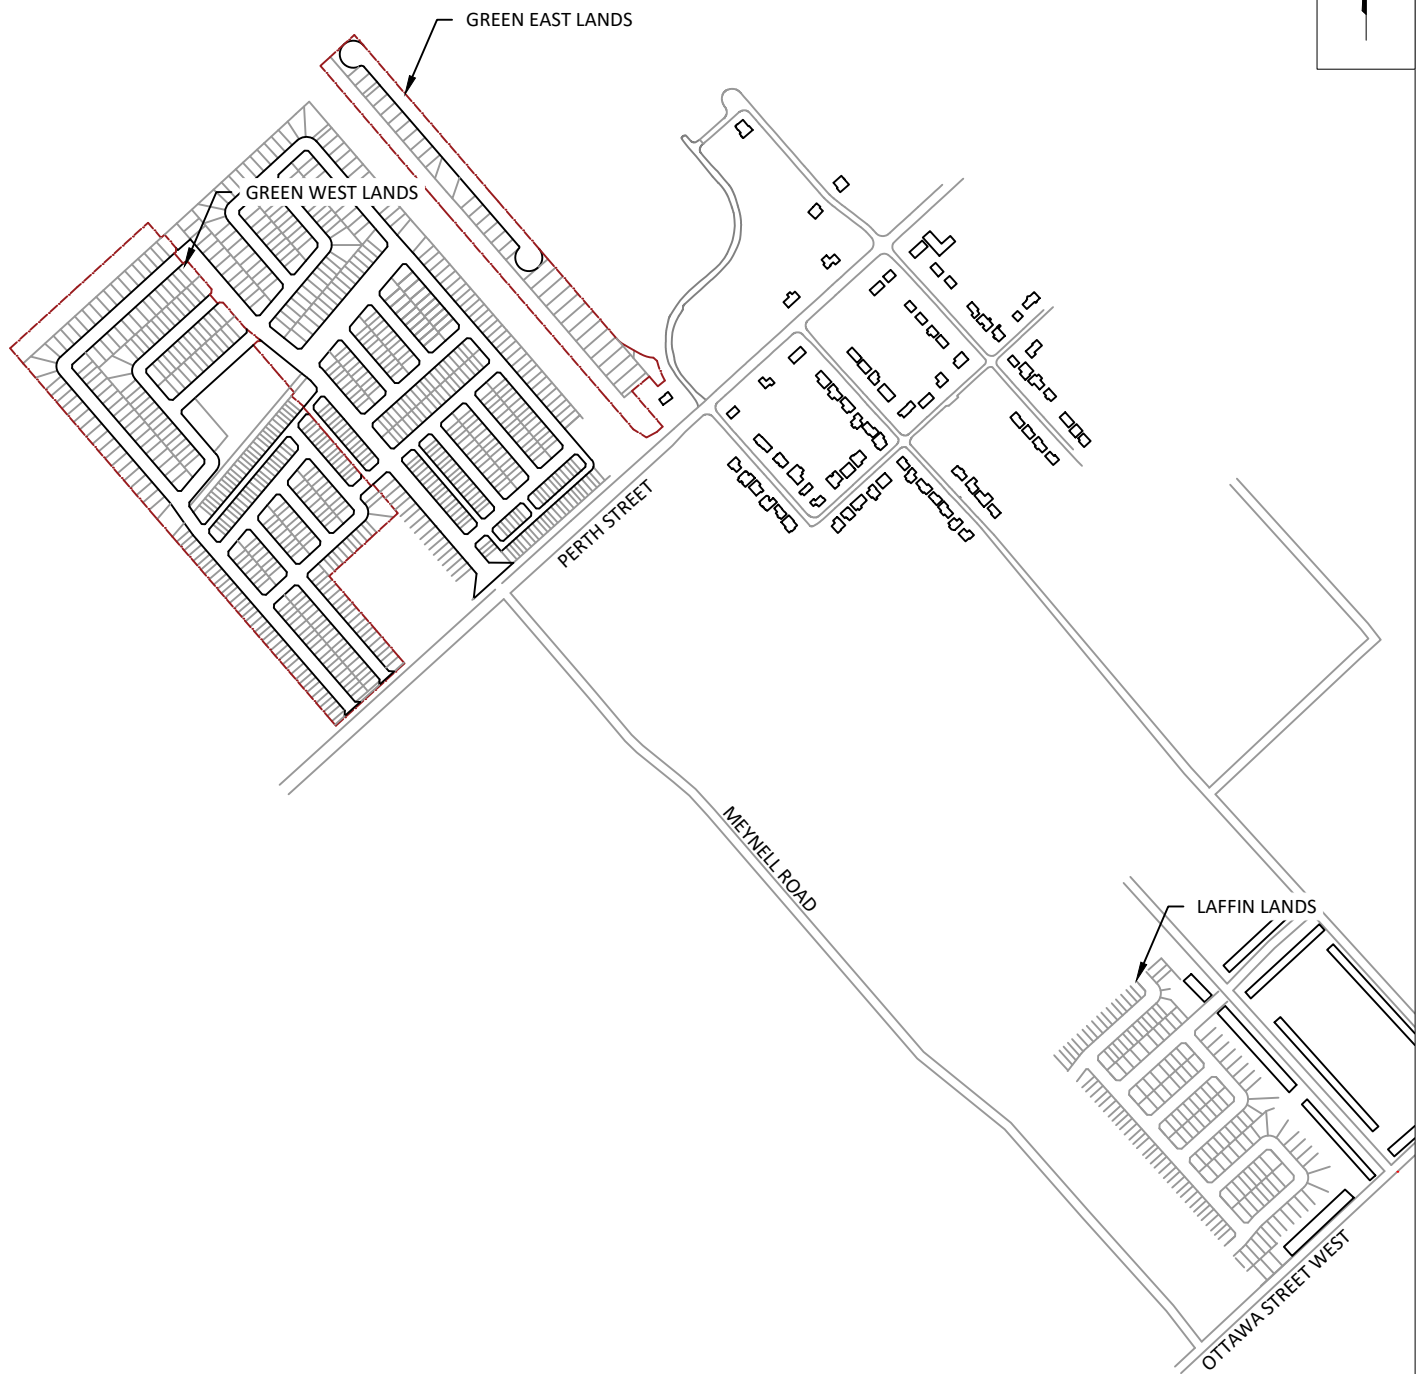 GREEN EAST LANDS
GREEN WEST LANDS
PERTH STREET
MEYNELL ROAD
LAFFIN LANDS
OTTAWA STREET WEST